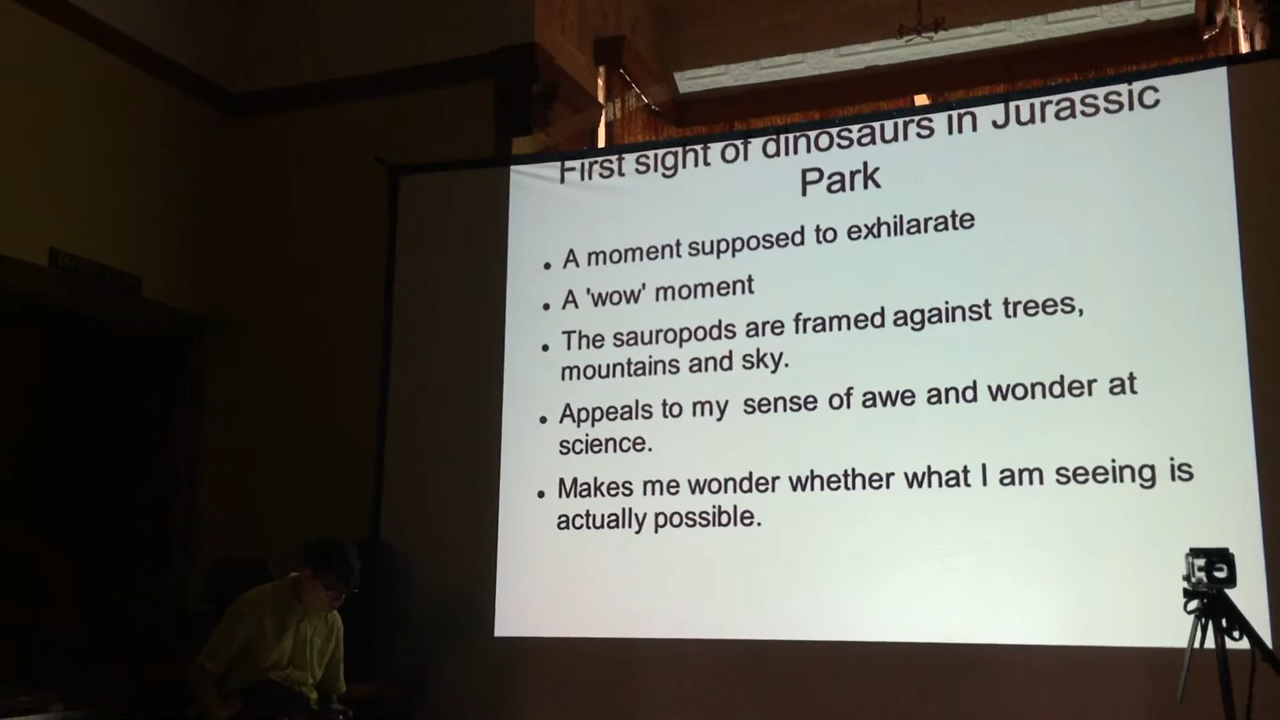 First sight of dinosaurs in Jurassic
Park
• A moment supposed to exhilarate
• A 'wow' moment
• The sauropods are framed against trees,
mountains and sky.
• Appeals to my sense of awe and wonder at
science.
• Makes me wonder whether what I am seeing is
actually possible.